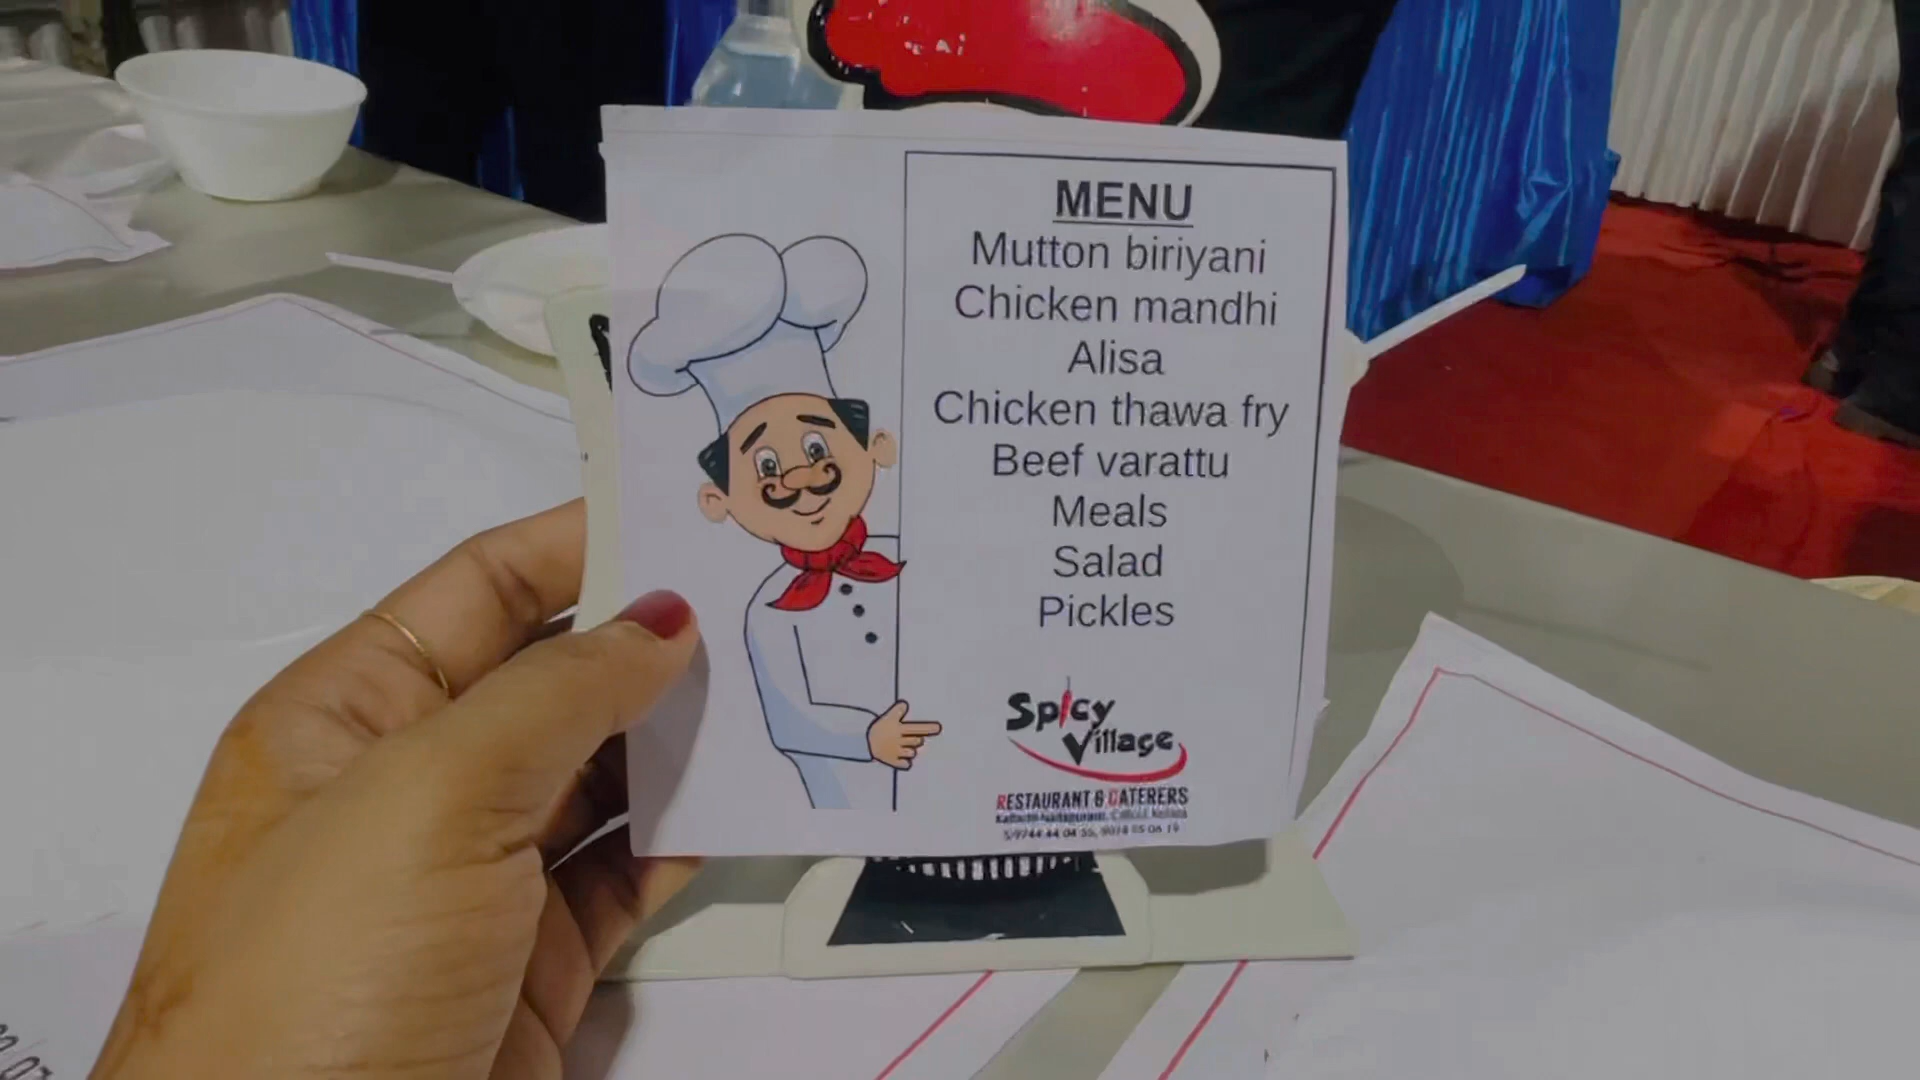 MENU
Mutton biriyani
Chicken mandhi
Alisa
Chicken thawa fry
Beef varattu
Meals
Salad
Pickles
Spicy
Village
RESTAURANT & CATERERS